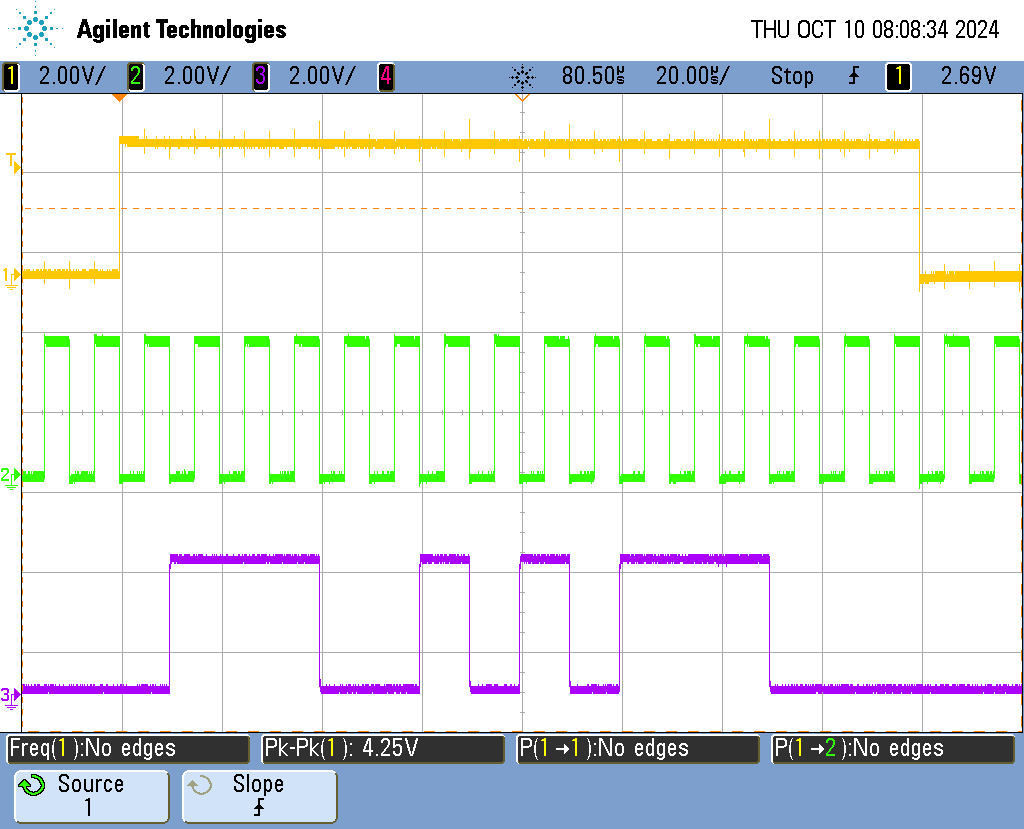 Agilent Technologies THU OCT 10 08:08:34 2024
1 2.00V/ 2 2.00V/ 3 2.00V/ 4 80.50µs 20.00µs/ Stop 1 2.69V
T
1
2
3
Freq(1):No edges Pk-Pk(1): 4.25V P(1→1):No edges P(1→2):No edges
Source Slope
1